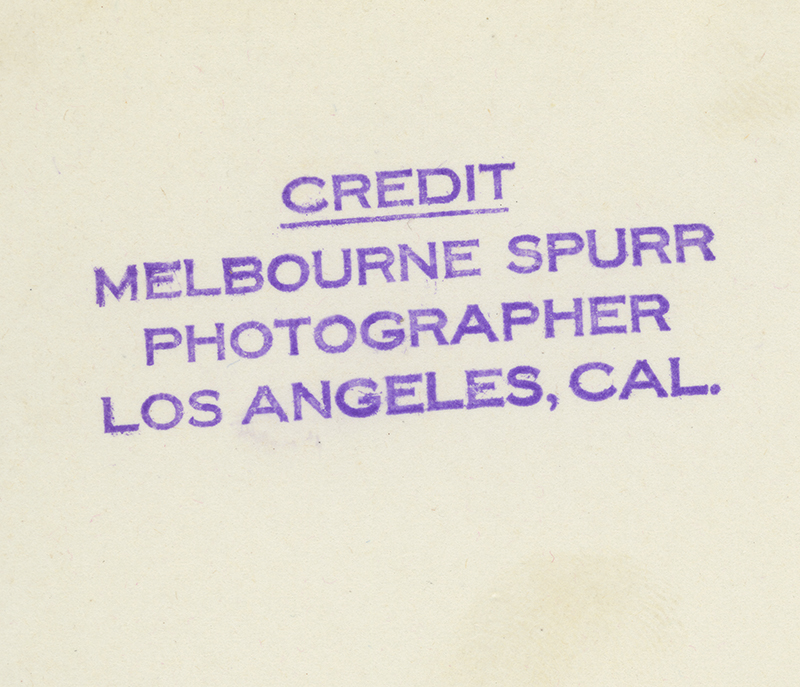 CREDIT
MELBOURNE SPURR
PHOTOGRAPHER
LOS ANGELES, CAL.